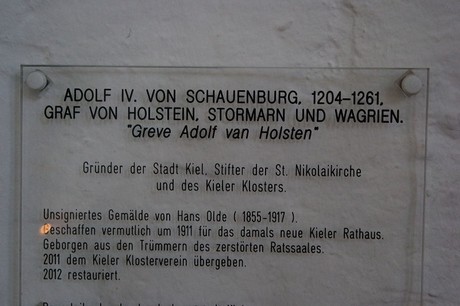 ADOLF IV. VON SCHAUENBURG, 1204–1261,
GRAF VON HOLSTEIN, STORMARN UND WAGRIEN.
"Greve Adolf van Holsten"
Gründer der Stadt Kiel, Stifter der St. Nikolaikirche
und des Kieler Klosters.
Unsigniertes Gemälde von Hans Olde ( 1855-1917 ).
Beschaffen vermutlich um 1911 für das damals neue Kieler Rathaus.
Geborgen aus den Trümmern des zerstörten Ratssaales.
2011 dem Kieler Klosterverein übergeben.
2012 restauriert.